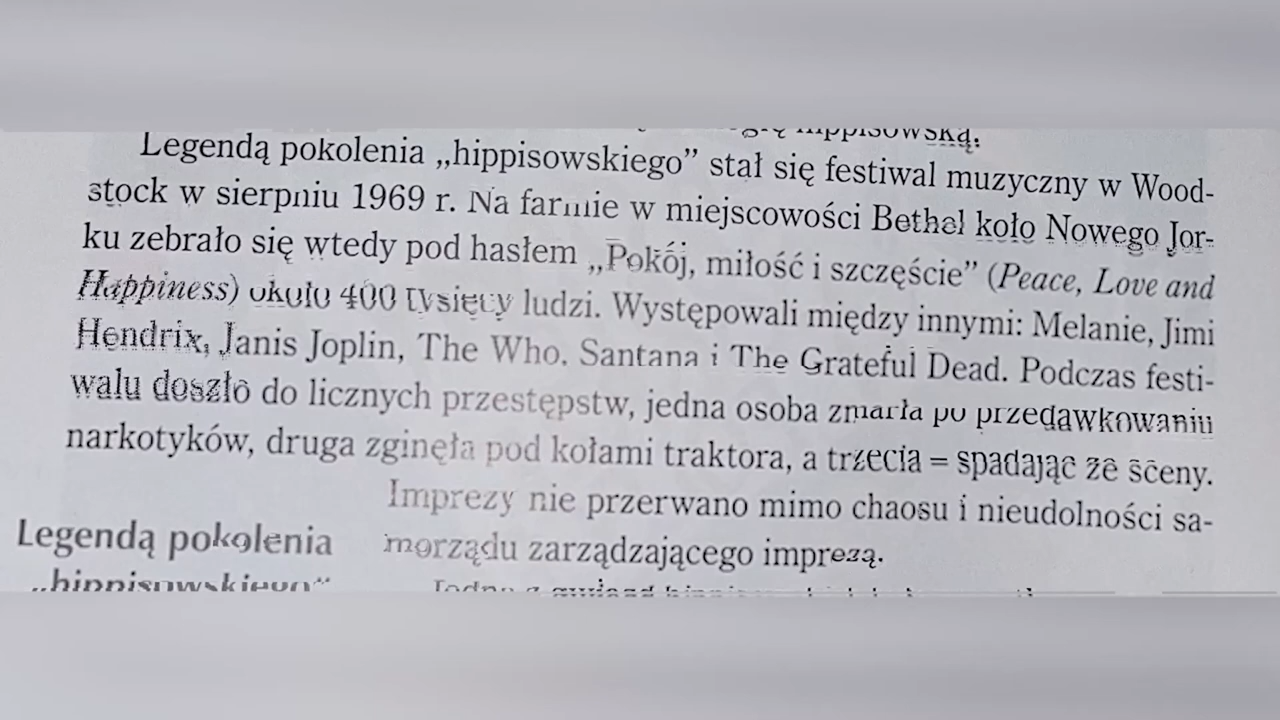 hippisowską.
Legendą pokolenia „hippisowskiego” stał się festiwal muzyczny w Wood-
stock w sierpniu 1969 r. Na farmie w miejscowości Bethel koło Nowego Jor-
ku zebrało się wtedy pod hasłem „Pokój, miłość i szczęście” (Peace, Love and
Happiness) około 400 tysięcy ludzi. Występowali między innymi: Melanie, Jimi
Hendrix, Janis Joplin, The Who, Santana i The Grateful Dead. Podczas festi-
walu doszło do licznych przestępstw, jedna osoba zmarła po przedawkowaniu
narkotyków, druga zginęła pod kołami traktora, a trzecia – spadając ze sceny.
Imprezy nie przerwano mimo chaosu i nieudolności sa-
morządu zarządzającego imprezą.
Legendą pokolenia
„hippisowskiego”